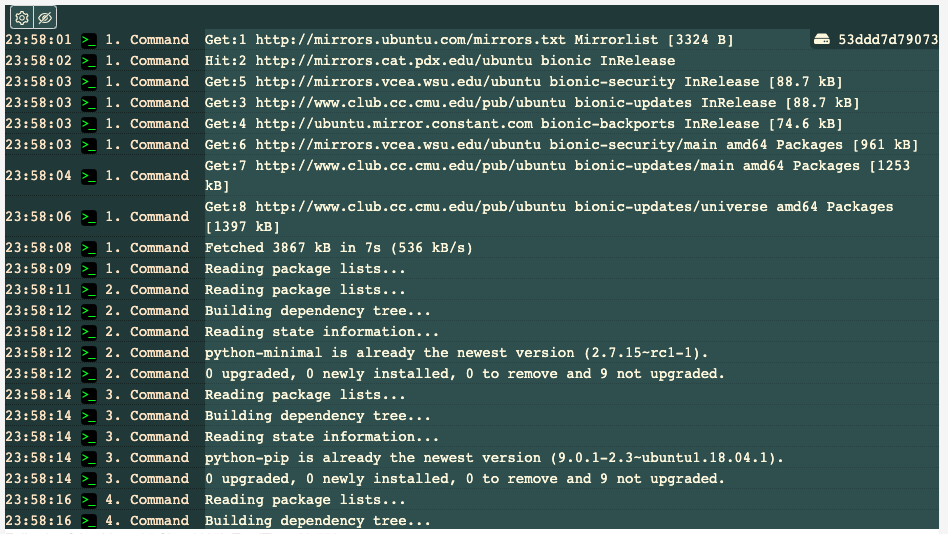 53ddd7d79073
23:58:01 >_ 1. Command Get:1 http://mirrors.ubuntu.com/mirrors.txt Mirrorlist [3324 B]
23:58:02 >_ 1. Command Hit:2 http://mirrors.cat.pdx.edu/ubuntu bionic InRelease
23:58:03 >_ 1. Command Get:5 http://mirrors.vcea.wsu.edu/ubuntu bionic-security InRelease [88.7 kB]
23:58:03 >_ 1. Command Get:3 http://www.club.cc.cmu.edu/pub/ubuntu bionic-updates InRelease [88.7 kB]
23:58:03 >_ 1. Command Get:4 http://ubuntu.mirror.constant.com bionic-backports InRelease [74.6 kB]
23:58:03 >_ 1. Command Get:6 http://mirrors.vcea.wsu.edu/ubuntu bionic-security/main amd64 Packages [961 kB]
23:58:04 >_ 1. Command Get:7 http://www.club.cc.cmu.edu/pub/ubuntu bionic-updates/main amd64 Packages [1253
kB]
23:58:06 >_ 1. Command Get:8 http://www.club.cc.cmu.edu/pub/ubuntu bionic-updates/universe amd64 Packages
[1397 kB]
23:58:08 >_ 1. Command Fetched 3867 kB in 7s (536 kB/s)
23:58:09 >_ 1. Command Reading package lists...
23:58:11 >_ 2. Command Reading package lists...
23:58:12 >_ 2. Command Building dependency tree...
23:58:12 >_ 2. Command Reading state information...
23:58:12 >_ 2. Command python-minimal is already the newest version (2.7.15~rc1-1).
23:58:12 >_ 2. Command 0 upgraded, 0 newly installed, 0 to remove and 9 not upgraded.
23:58:14 >_ 3. Command Reading package lists...
23:58:14 >_ 3. Command Building dependency tree...
23:58:14 >_ 3. Command Reading state information...
23:58:14 >_ 3. Command python-pip is already the newest version (9.0.1-2.3~ubuntu1.18.04.1).
23:58:14 >_ 3. Command 0 upgraded, 0 newly installed, 0 to remove and 9 not upgraded.
23:58:16 >_ 4. Command Reading package lists...
23:58:16 >_ 4. Command Building dependency tree...